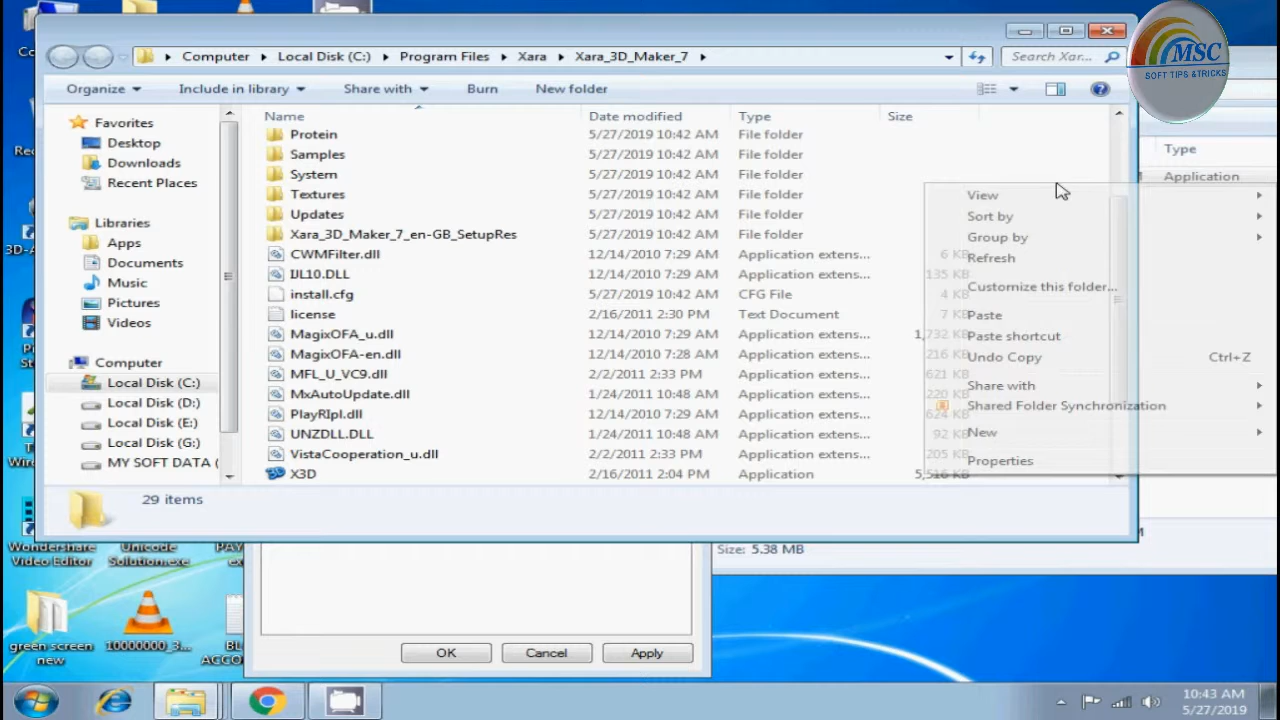 MSC
SOFT TIPS &TRICKS
Computer Local Disk (C:) Program Files Xara Xara_3D_Maker_7
Search Xar...
Organize Include in library Share with Burn New folder
Name Date modified Type Size
Protein 5/27/2019 10:42 AM File folder
Samples 5/27/2019 10:42 AM File folder
System 5/27/2019 10:42 AM File folder
Textures 5/27/2019 10:42 AM File folder
Updates 5/27/2019 10:42 AM File folder
Xara_3D_Maker_7_en-GB_SetupRes 5/27/2019 10:42 AM File folder
CWMFilter.dll 12/14/2010 7:29 AM Application extens... 6 KB
IJL10.DLL 12/14/2010 7:29 AM Application extens... 135 KB
install.cfg 5/27/2019 10:42 AM CFG File 4 KB
license 2/16/2011 2:30 PM Text Document 7 KB
MagixOFA_u.dll 12/14/2010 7:29 AM Application extens... 1,732 KB
MagixOFA-en.dll 12/14/2010 7:28 AM Application extens... 216 KB
MFL_U_VC9.dll 2/2/2011 2:33 PM Application extens... 621 KB
MxAutoUpdate.dll 1/24/2011 10:48 AM Application extens... 220 KB
PlayRIpl.dll 12/14/2010 7:29 AM Application extens... 624 KB
UNZDLL.DLL 1/24/2011 10:48 AM Application extens... 92 KB
VistaCooperation_u.dll 2/2/2011 2:33 PM Application extens... 205 KB
X3D 2/16/2011 2:04 PM Application 5,516 KB
Favorites
Desktop
Downloads
Recent Places
Libraries
Apps
Documents
Music
Pictures
Videos
Computer
Local Disk (C:)
Local Disk (D:)
Local Disk (E:)
Local Disk (G:)
MY SOFT DATA (
29 items
View
Sort by
Group by
Refresh
Customize this folder...
Paste
Paste shortcut
Undo Copy Ctrl+Z
Share with
Shared Folder Synchronization
New
Properties
Type
Application
Size: 5.38 MB
OK Cancel Apply
Wondershare
Video Editor
Unicode
Solution.exe
green screen
new
10000000_3...
10:43 AM
5/27/2019